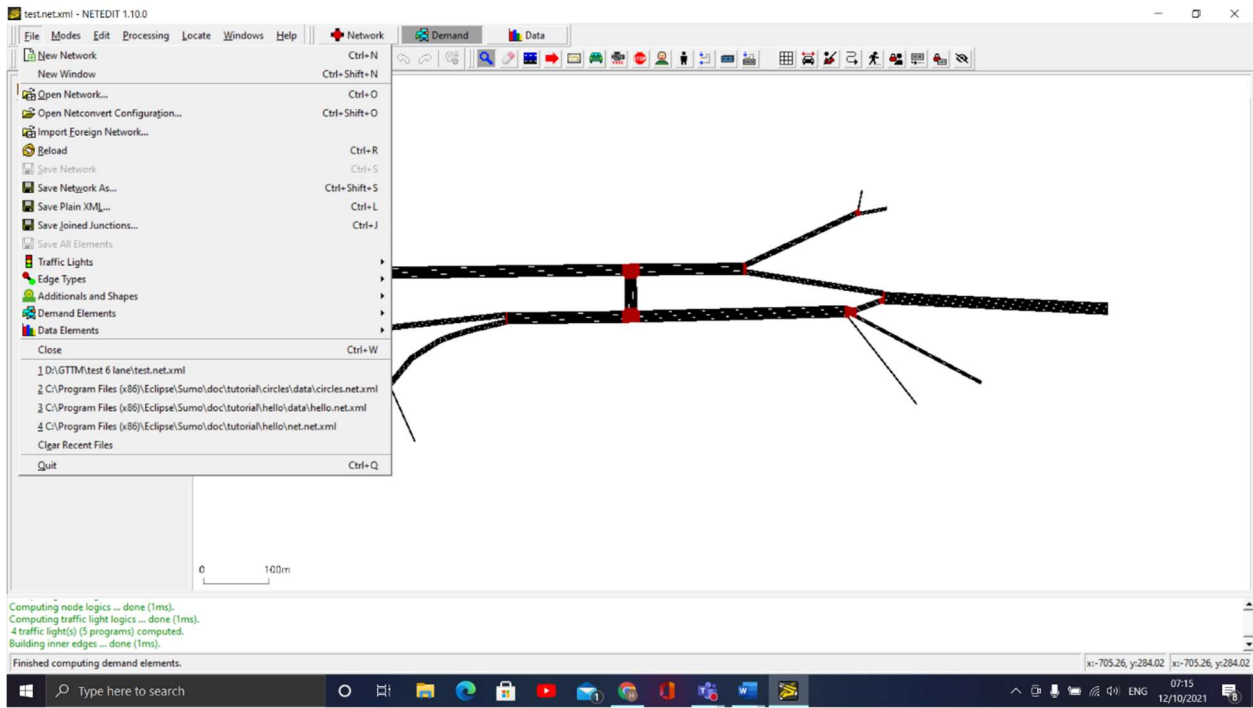 test.net.xml - NETEDIT 1.10.0
File Modes Edit Processing Locate Windows Help Network Demand Data
New Network Ctrl+N
New Window Ctrl+Shift+N
Open Network... Ctrl+O
Open Netconvert Configuration... Ctrl+Shift+O
Import Foreign Network...
Reload Ctrl+R
Save Network Ctrl+S
Save Network As... Ctrl+Shift+S
Save Plain XML... Ctrl+L
Save Joined Junctions... Ctrl+J
Save All Elements
Traffic Lights
Edge Types
Additionals and Shapes
Demand Elements
Data Elements
Close Ctrl+W
1 D:\GTTM\test 6 lane\test.net.xml
2 C:\Program Files (x86)\Eclipse\Sumo\doc\tutorial\circles\data\circles.net.xml
3 C:\Program Files (x86)\Eclipse\Sumo\doc\tutorial\hello\data\hello.net.xml
4 C:\Program Files (x86)\Eclipse\Sumo\doc\tutorial\hello\net.net.xml
Clear Recent Files
Quit Ctrl+Q
0 100m
Computing node logics ... done (1ms).
Computing traffic light logics ... done (1ms).
4 traffic light(s) (5 programs) computed.
Building inner edges ... done (1ms).
Finished computing demand elements. x:-705.26, y:284.02 x:-705.26, y:284.02
Type here to search ENG 07:15
12/10/2021